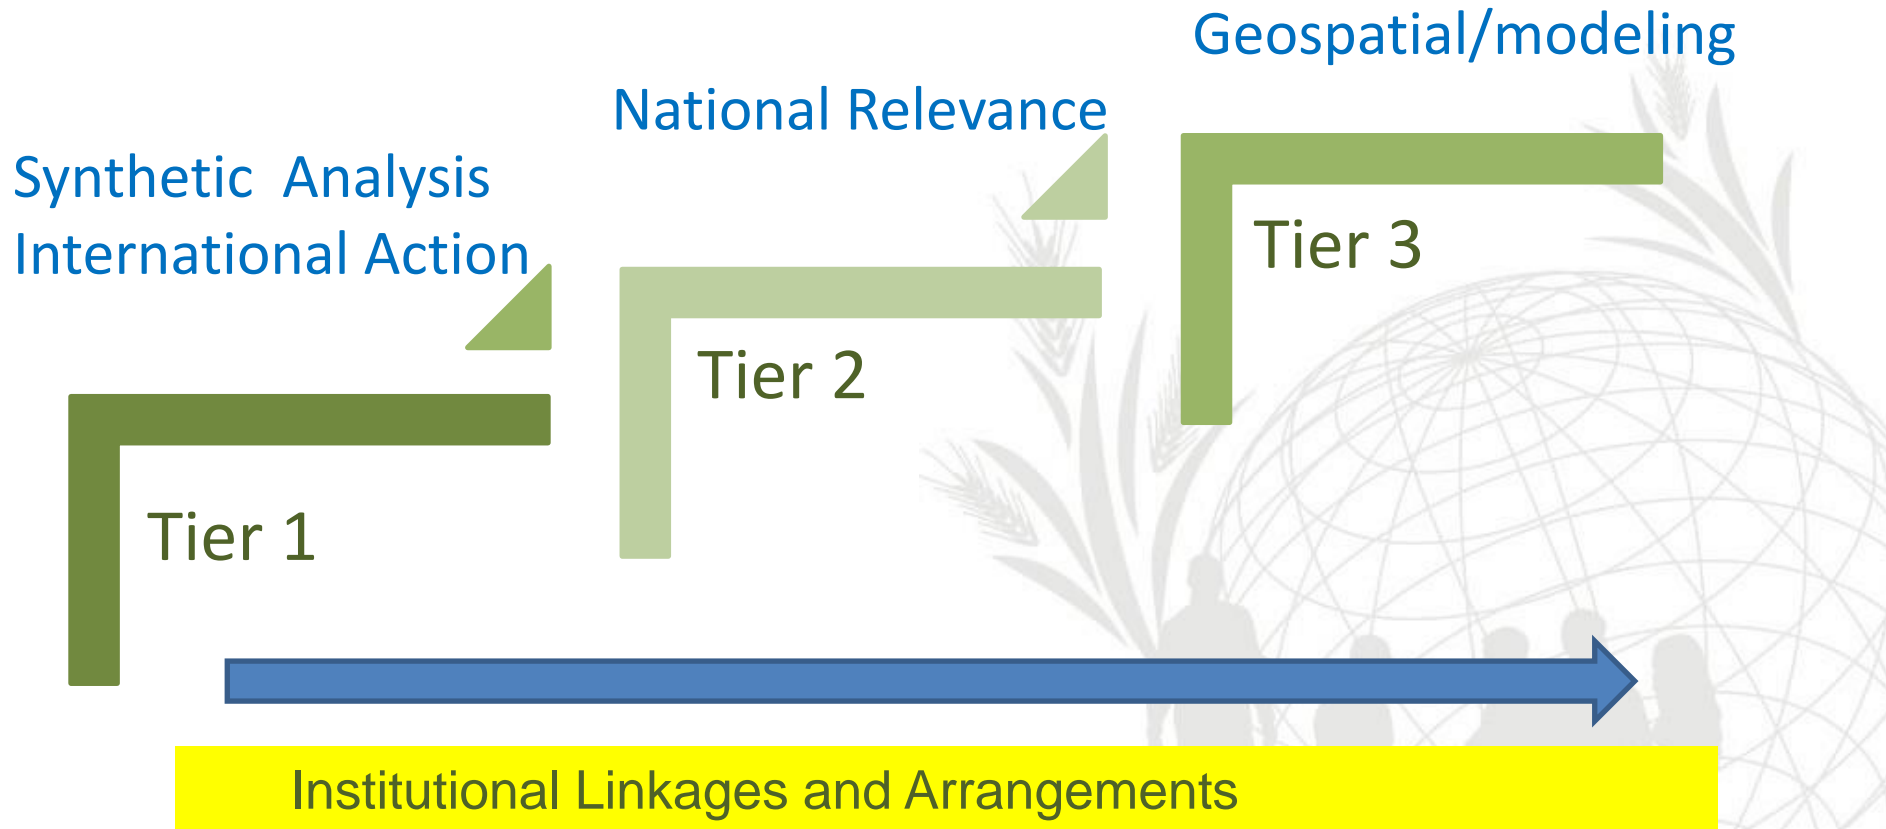 Geospatial/modeling
National Relevance
Synthetic Analysis
International Action
Tier 3
Tier 2
Tier 1
Institutional Linkages and Arrangements